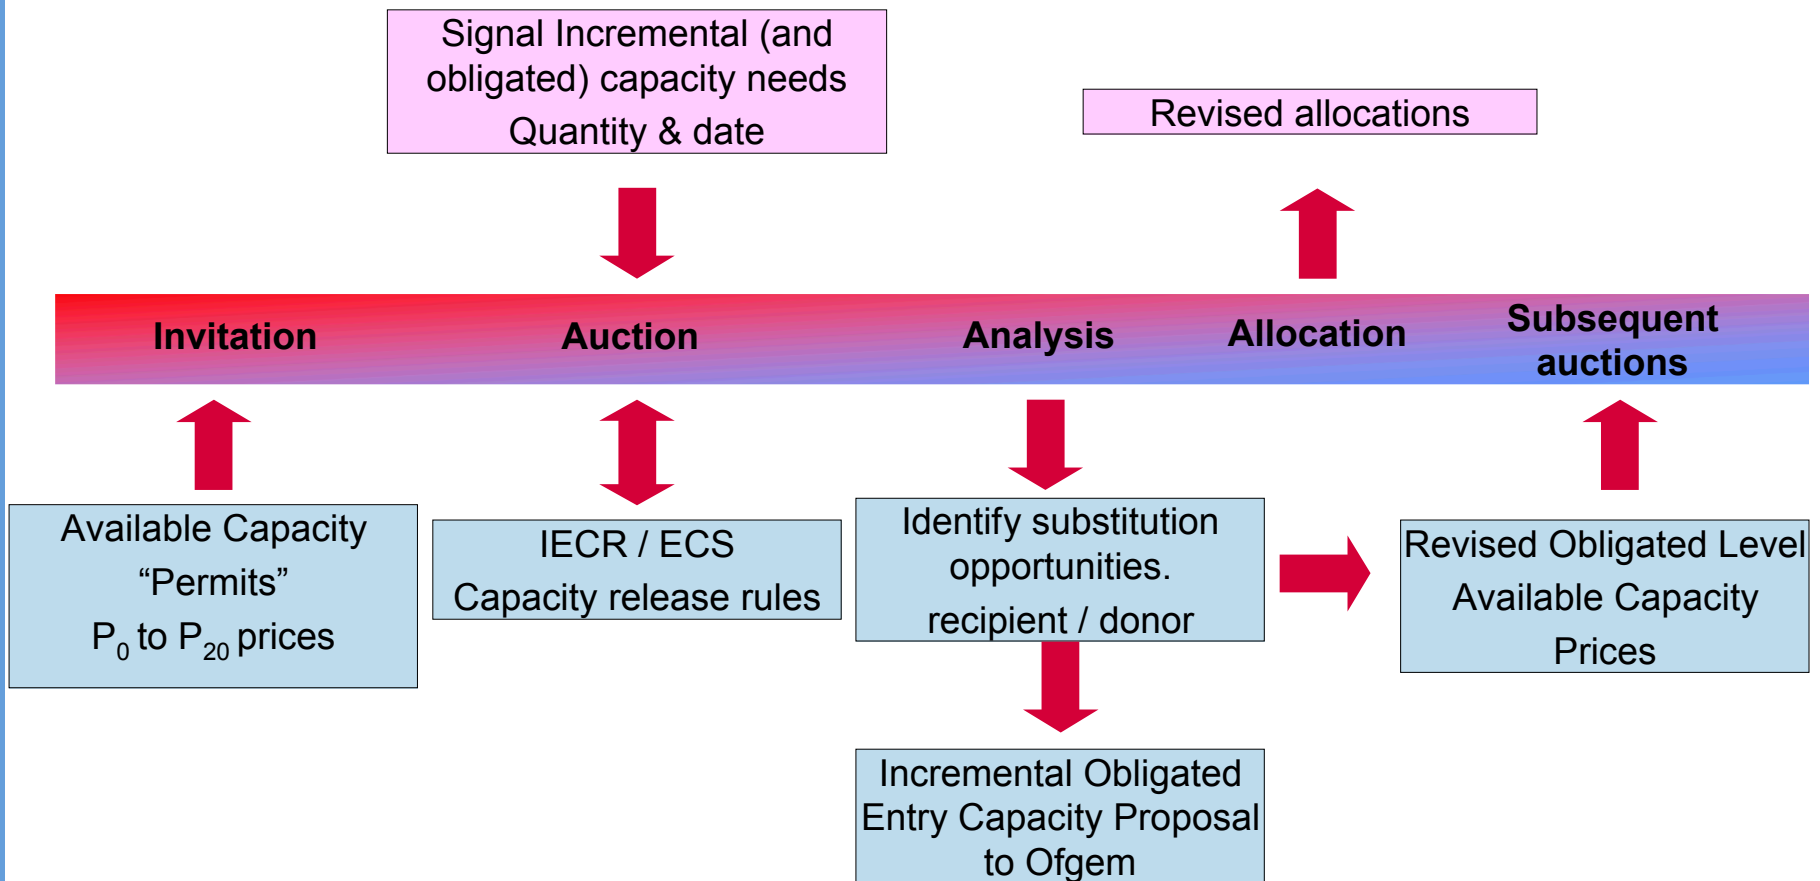 Signal Incremental (and
obligated) capacity needs
Quantity & date
Revised allocations
Invitation
Auction
Analysis
Allocation
Subsequent
auctions
Available Capacity
“Permits”
P0 to P20 prices
IECR / ECS
Capacity release rules
Identify substitution
opportunities.
recipient / donor
Revised Obligated Level
Available Capacity
Prices
Incremental Obligated
Entry Capacity Proposal
to Ofgem